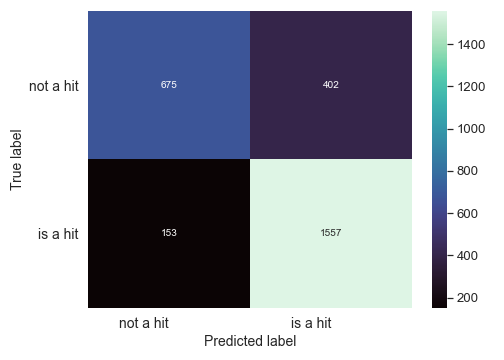 not a hit
is a hit
True label
675
402
153
1557
not a hit
is a hit
Predicted label
1400
1200
1000
800
600
400
200